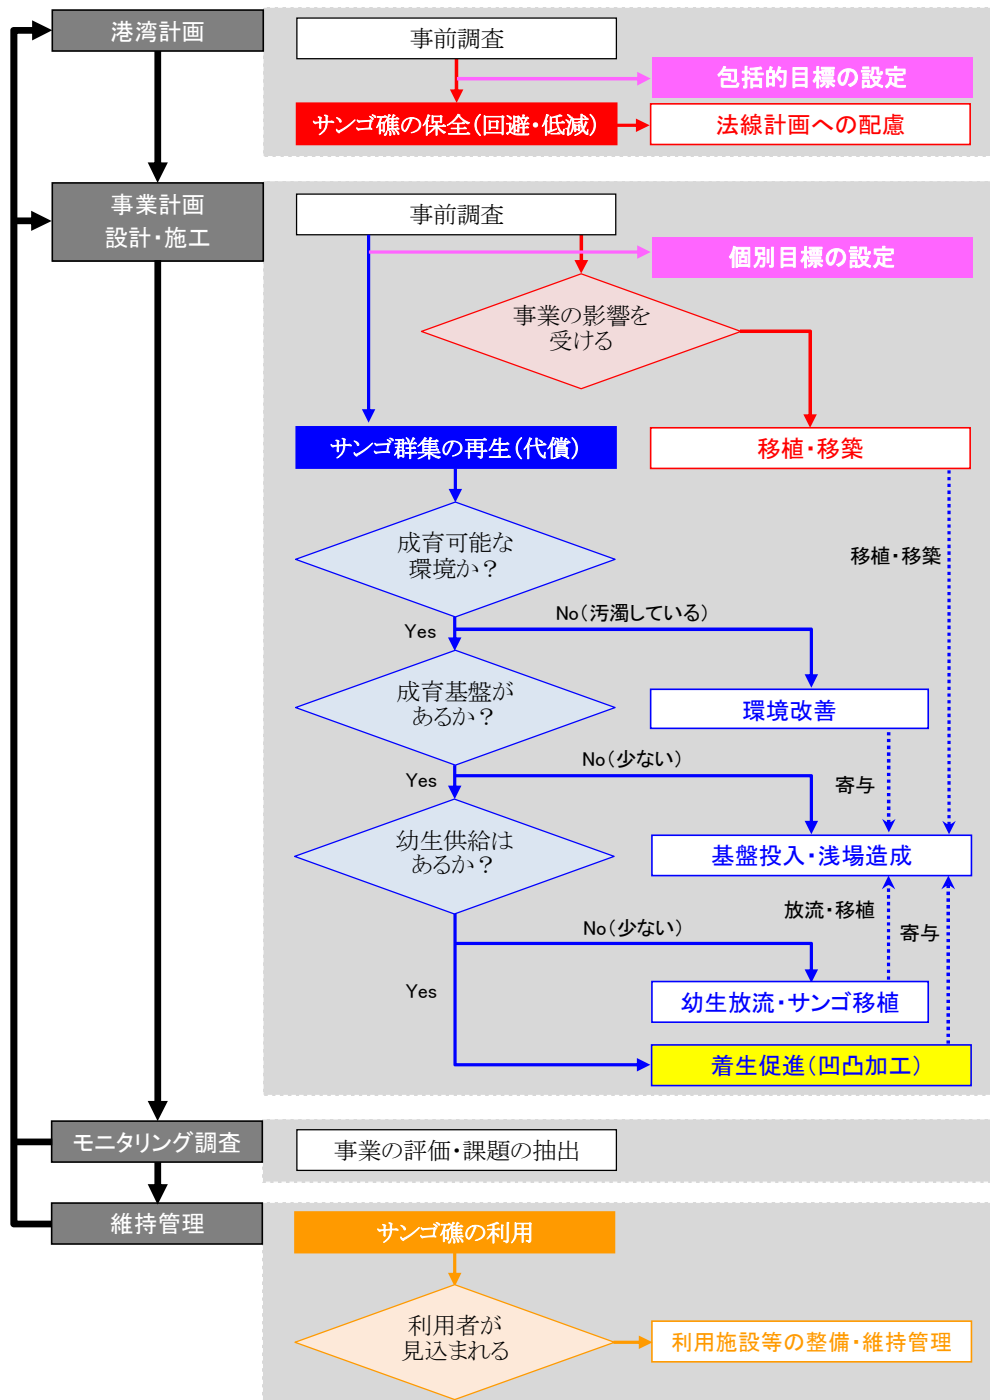 港湾計画
事前調査
包括的目標の設定
サンゴ礁の保全(回避・低減)
法線計画への配慮
事業計画
設計・施工
事前調査
個別目標の設定
事業の影響を
受ける
サンゴ群集の再生(代償)
移植・移築
成育可能な
環境か?
移植・移築
No(汚濁している)
Yes
成育基盤が
あるか?
環境改善
No(少ない)
Yes
寄与
幼生供給は
あるか?
基盤投入・浅場造成
放流・移植
No(少ない)
寄与
Yes
幼生放流・サンゴ移植
着生促進(凹凸加工)
モニタリング調査
事業の評価・課題の抽出
維持管理
サンゴ礁の利用
利用者が
見込まれる
利用施設等の整備・維持管理